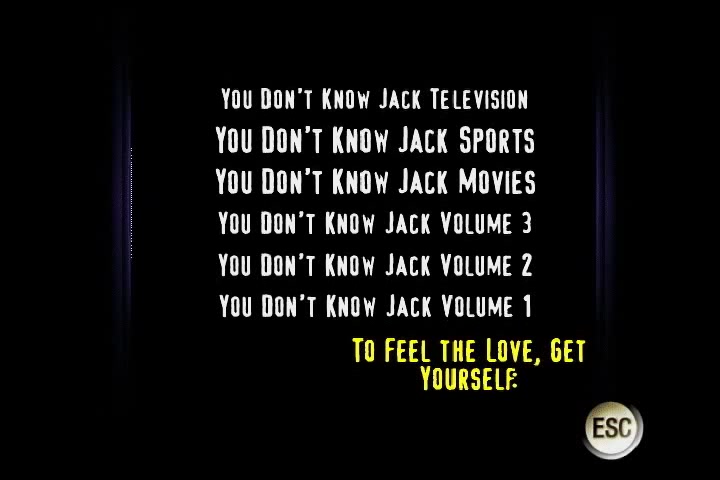 You Don't Know Jack Television
You Don't Know Jack Sports
You Don't Know Jack Movies
You Don't Know Jack Volume 3
You Don't Know Jack Volume 2
You Don't Know Jack Volume 1
To Feel the Love, Get
Yourself:
ESC